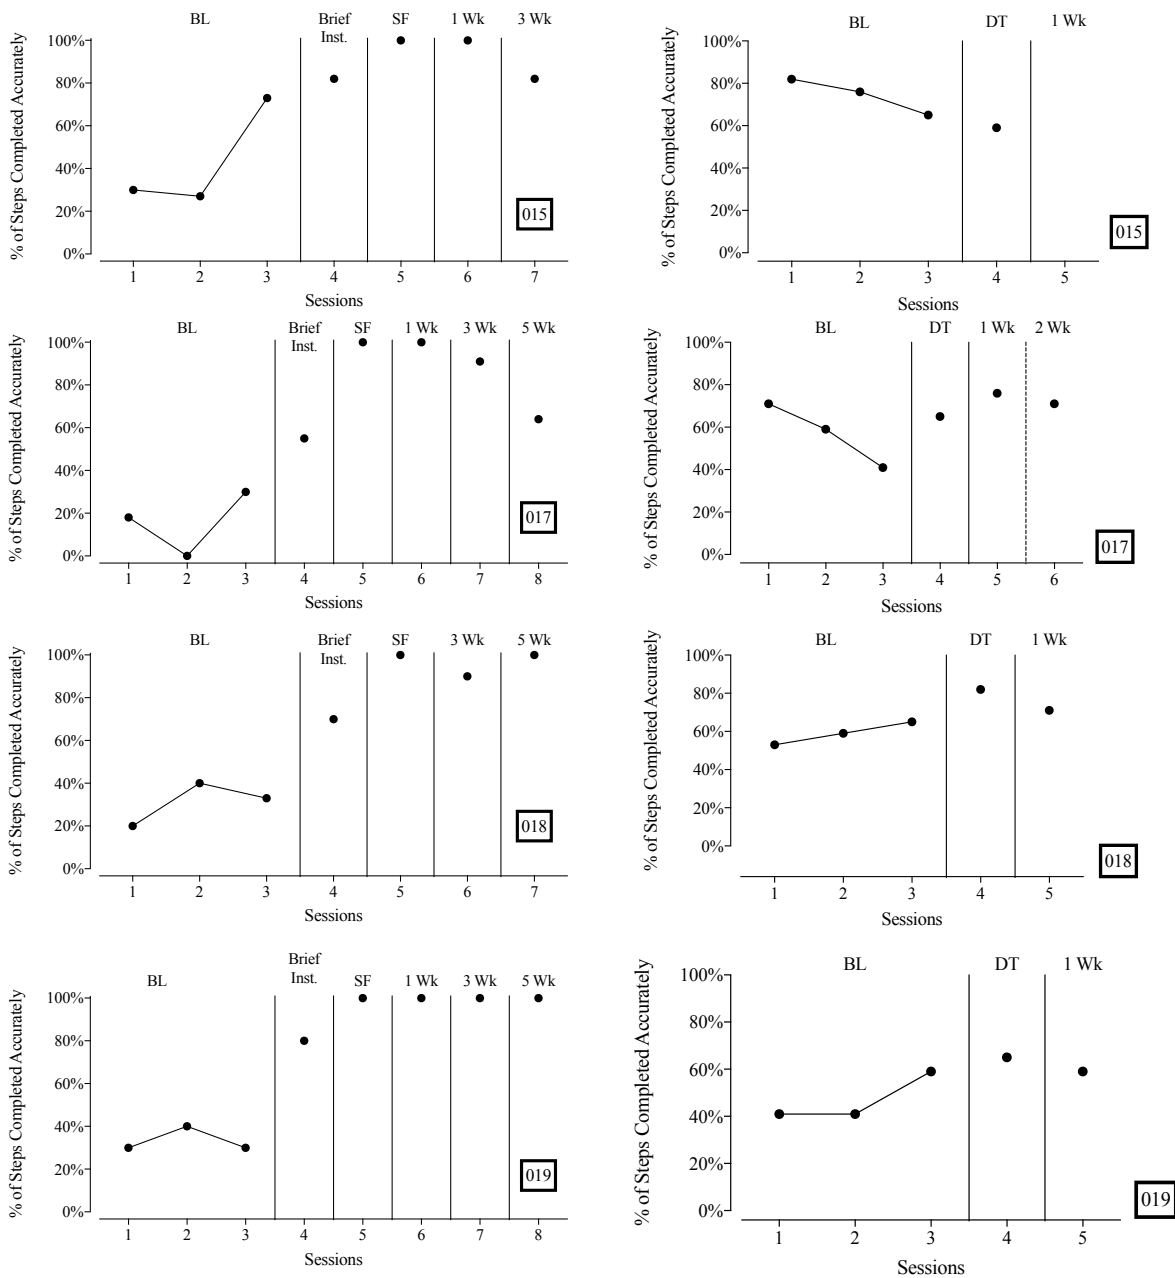 BL Brief Inst. SF 1 Wk 3 Wk
% of Steps Completed Accurately
100%
80%
60%
40%
20%
0%
015
1 2 3 4 5 6 7
Sessions
BL DT 1 Wk
% of Steps Completed Accurately
100%
80%
60%
40%
20%
0%
015
1 2 3 4 5
Sessions
BL Brief Inst. SF 1 Wk 3 Wk 5 Wk
% of Steps Completed Accurately
100%
80%
60%
40%
20%
0%
017
1 2 3 4 5 6 7 8
Sessions
BL DT 1 Wk 2 Wk
% of Steps Completed Accurately
100%
80%
60%
40%
20%
0%
017
1 2 3 4 5 6
Sessions
BL Brief Inst. SF 3 Wk 5 Wk
% of Steps Completed Accurately
100%
80%
60%
40%
20%
0%
018
1 2 3 4 5 6 7
Sessions
BL DT 1 Wk
% of Steps Completed Accurately
100%
80%
60%
40%
20%
0%
018
1 2 3 4 5
Sessions
BL Brief Inst. SF 1 Wk 3 Wk 5 Wk
% of Steps Completed Accurately
100%
80%
60%
40%
20%
0%
019
1 2 3 4 5 6 7 8
Sessions
BL DT 1 Wk
% of Steps Completed Accurately
100%
80%
60%
40%
20%
0%
019
1 2 3 4 5
Sessions